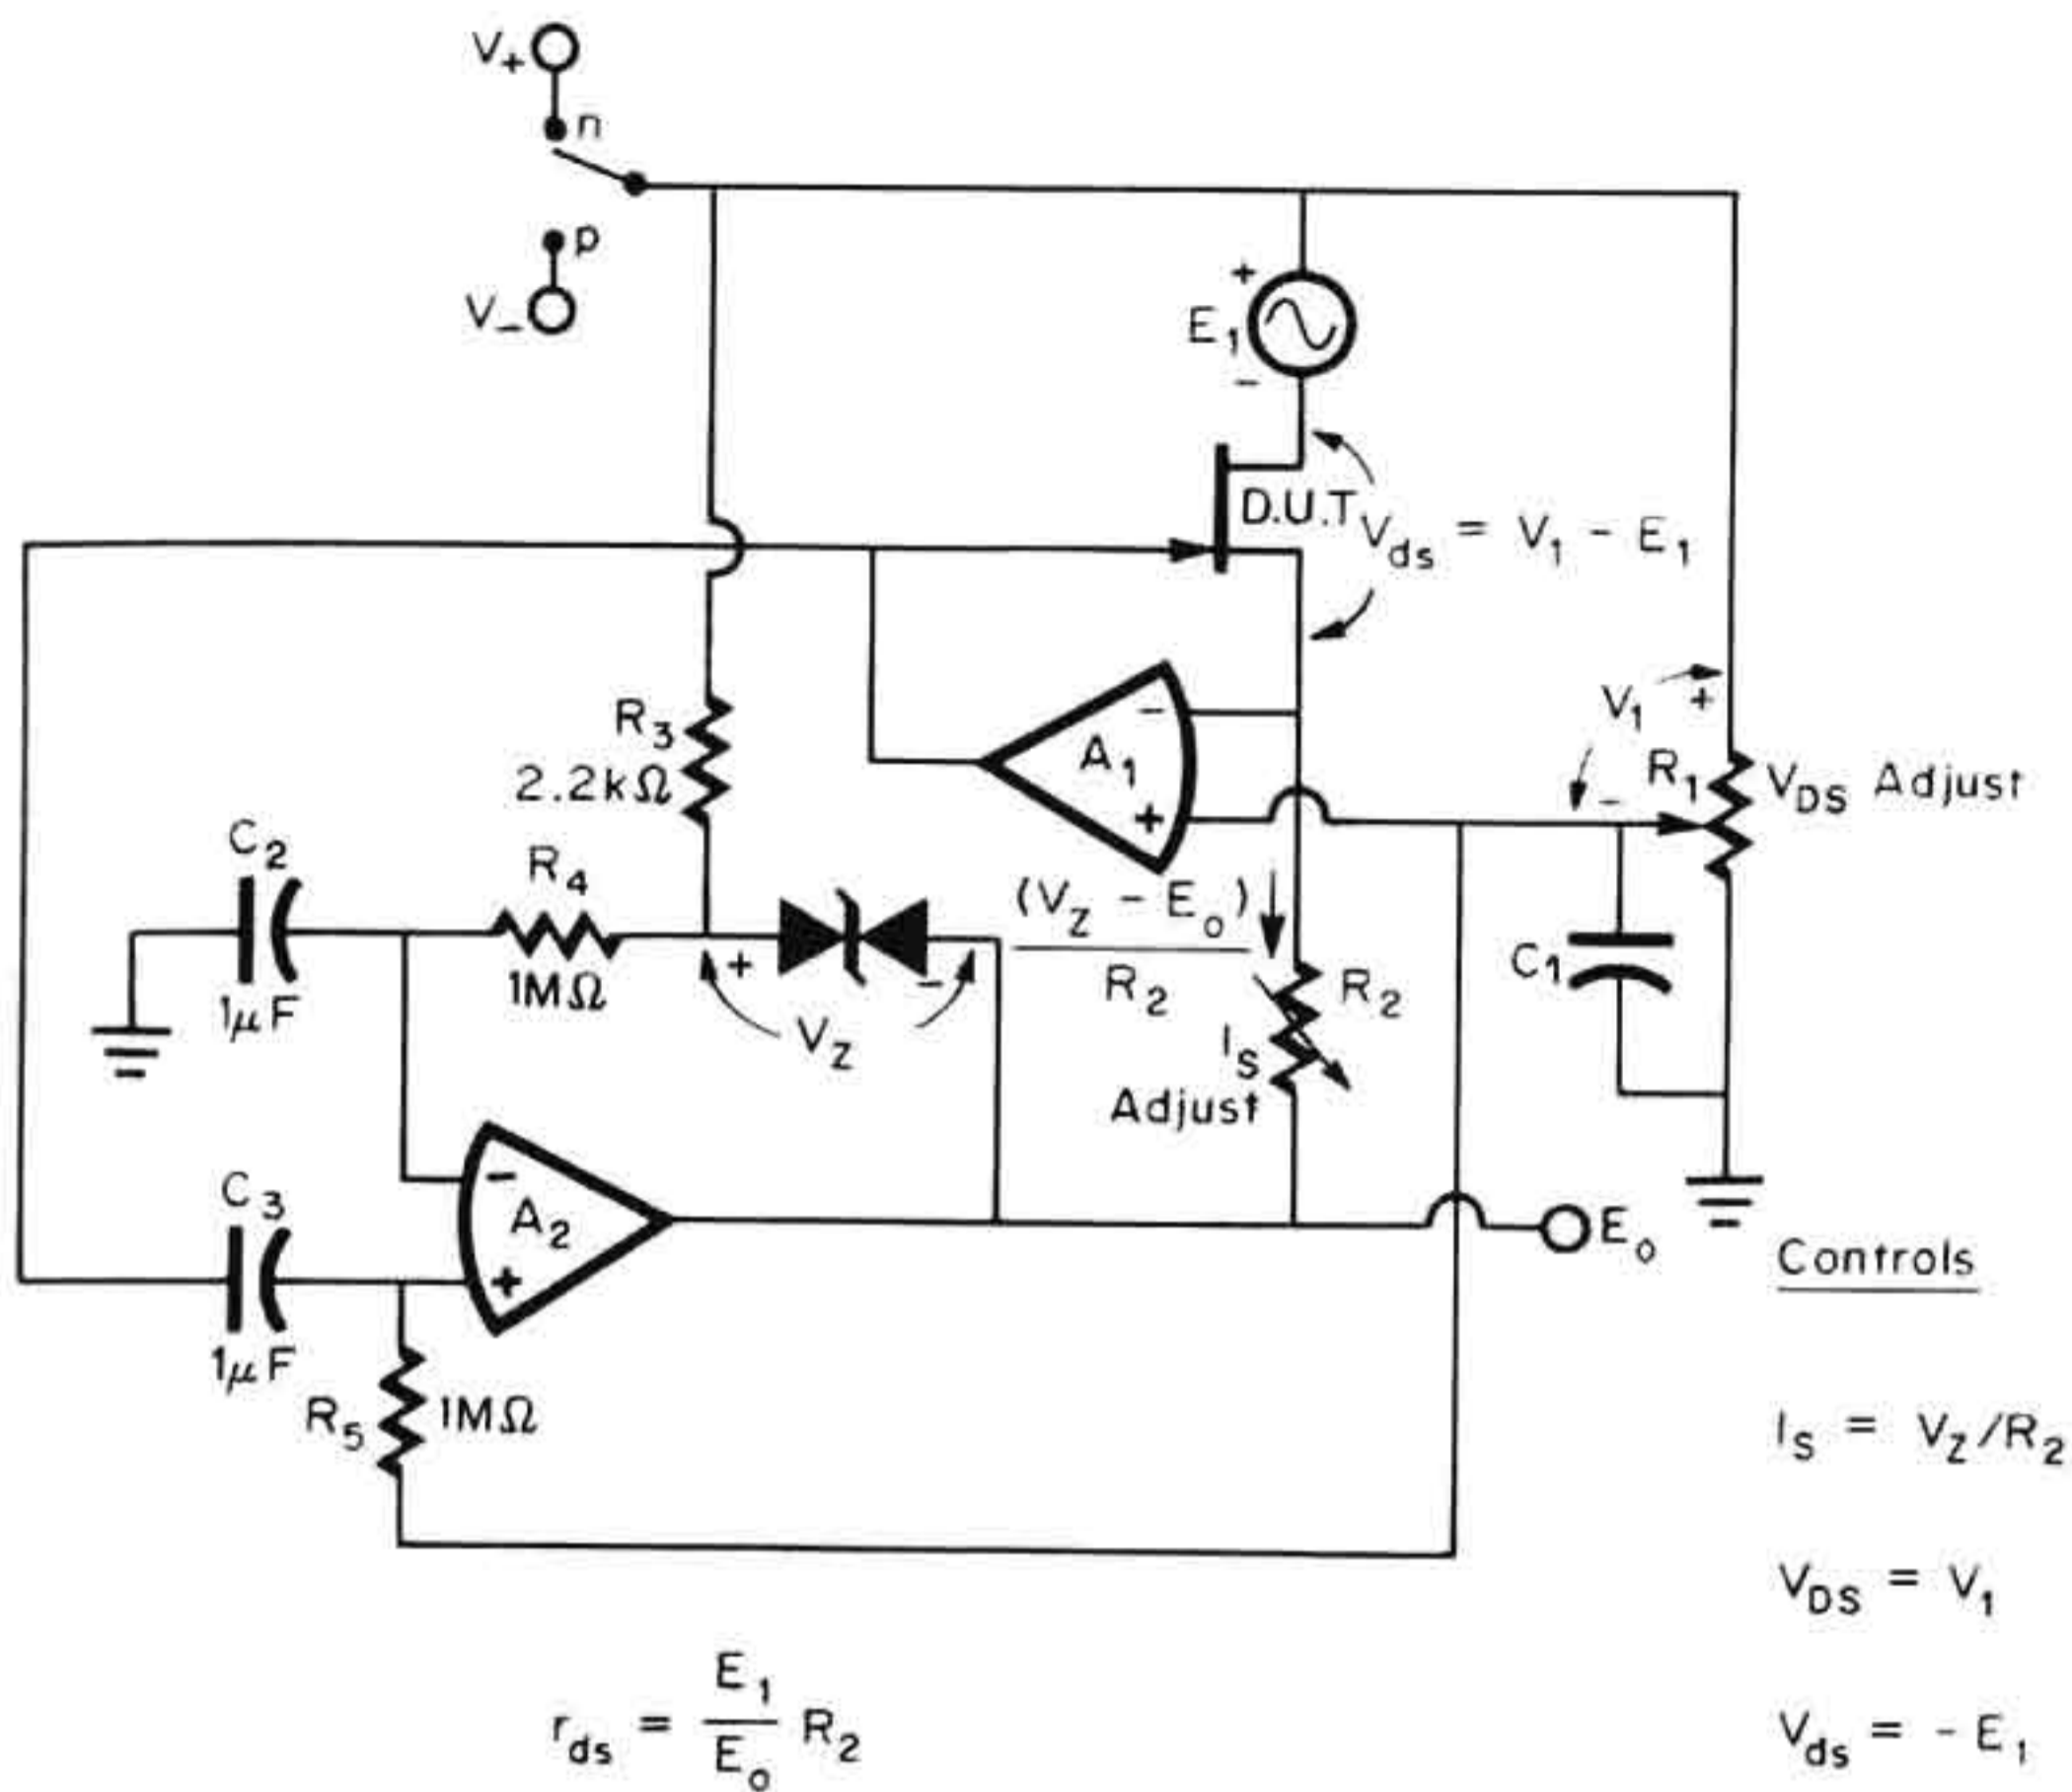 V+
n
p
V_
+
E1
-
D.U.T
Vds = V1 - E1
V1
+
-
R1
VDS Adjust
R3
2.2kΩ
-
A1
+
C2
1μF
R4
1MΩ
+
-
VZ
(VZ - Eo)
R2
R2
IS
Adjust
C1
C3
1μF
-
A2
+
R5
1MΩ
Eo
Controls
IS = VZ/R2
VDS = V1
Vds = - E1
rds = E1/Eo R2